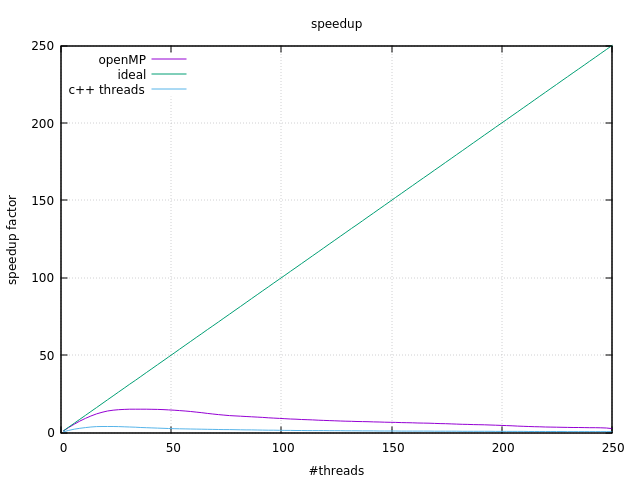 speedup
openMP
ideal
c++ threads
250
200
150
100
50
0
speedup factor
0 50 100 150 200 250
#threads